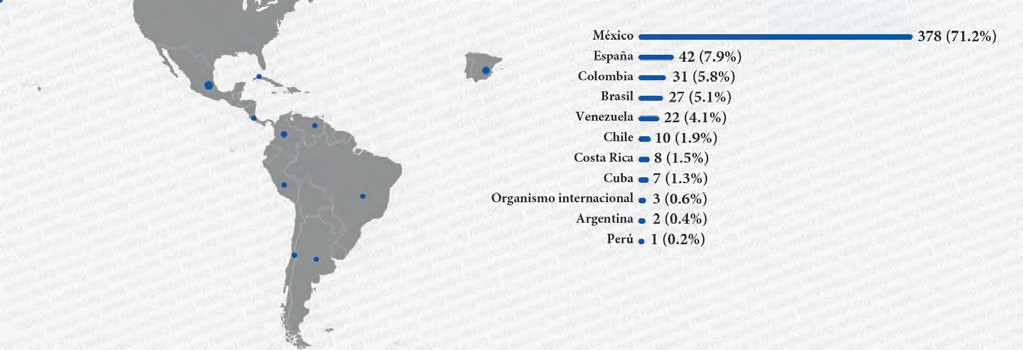 México 378 (71.2%)
España 42 (7.9%)
Colombia 31 (5.8%)
Brasil 27 (5.1%)
Venezuela 22 (4.1%)
Chile 10 (1.9%)
Costa Rica 8 (1.5%)
Cuba 7 (1.3%)
Organismo internacional 3 (0.6%)
Argentina 2 (0.4%)
Perú 1 (0.2%)